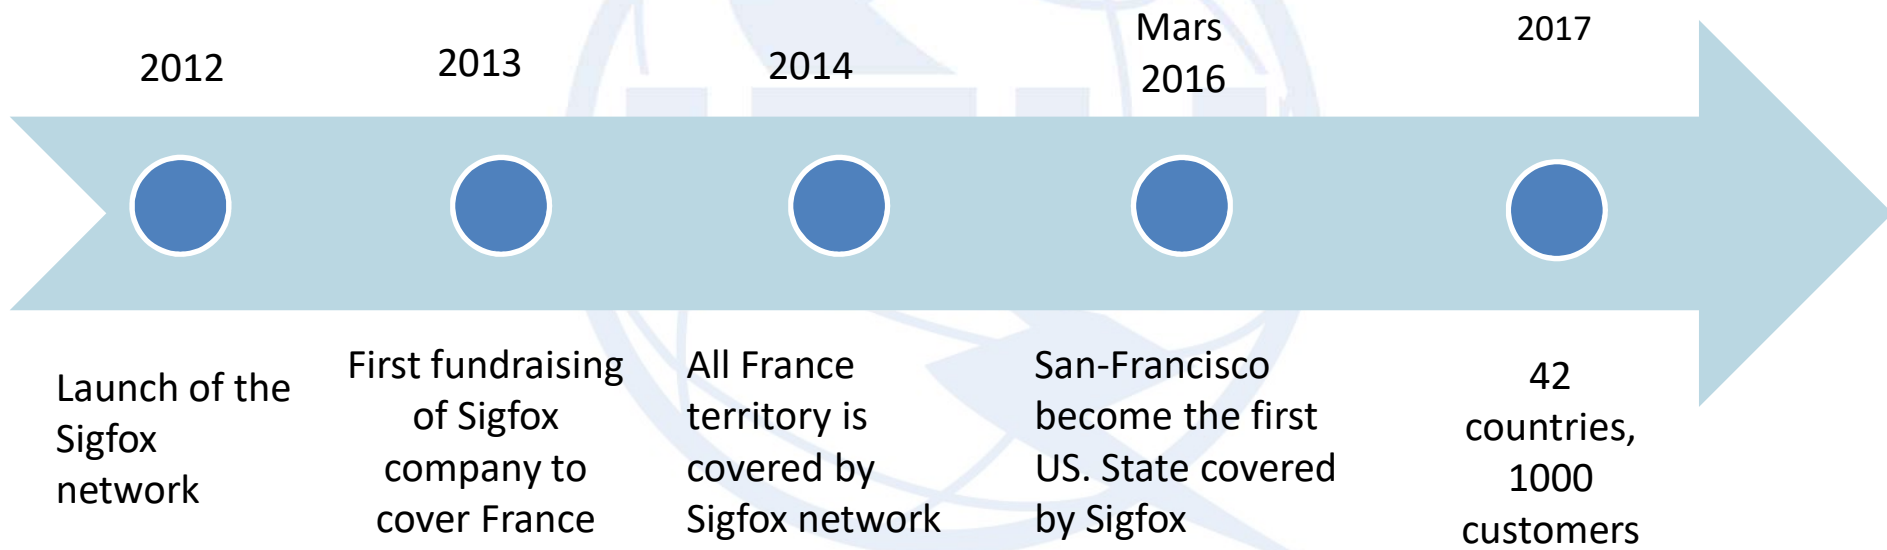 2012
Launch of the
Sigfox
network
2013
First fundraising
of Sigfox
company to
cover France
2014
All France
territory is
covered by
Sigfox network
Mars
2016
San-Francisco
become the first
US. State covered
by Sigfox
2017
42
countries,
1000
customers